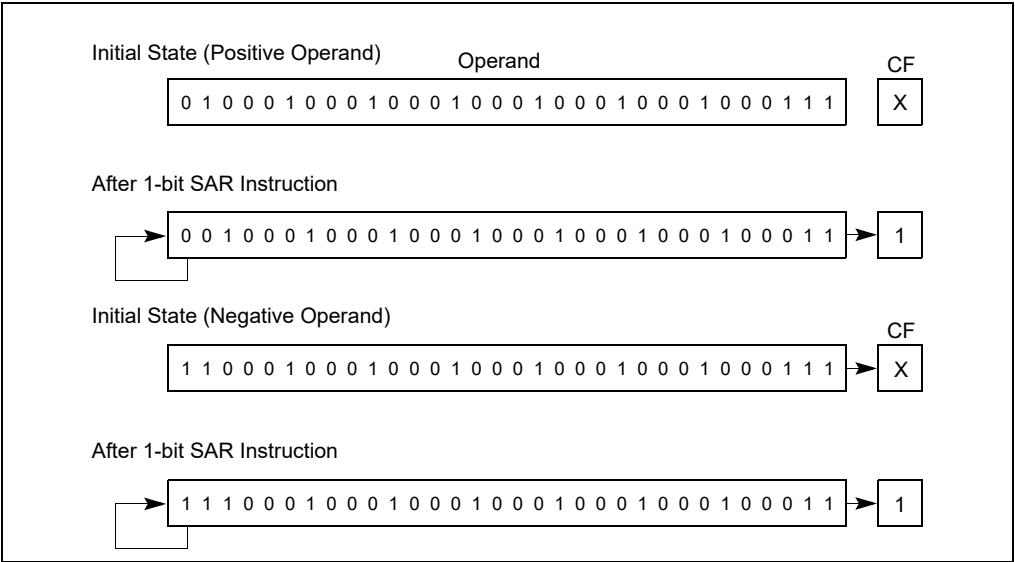 Initial State (Positive Operand)
Operand
CF
0 1 0 0 0 1 0 0 0 1 0 0 0 1 0 0 0 1 0 0 0 1 0 0 0 1 0 0 0 1 1 1
X
After 1-bit SAR Instruction
0 0 1 0 0 0 1 0 0 0 1 0 0 0 1 0 0 0 1 0 0 0 1 0 0 0 1 0 0 0 1 1
1
Initial State (Negative Operand)
CF
1 1 0 0 0 1 0 0 0 1 0 0 0 1 0 0 0 1 0 0 0 1 0 0 0 1 0 0 0 1 1 1
X
After 1-bit SAR Instruction
1 1 1 0 0 0 1 0 0 0 1 0 0 0 1 0 0 0 1 0 0 0 1 0 0 0 1 0 0 0 1 1
1